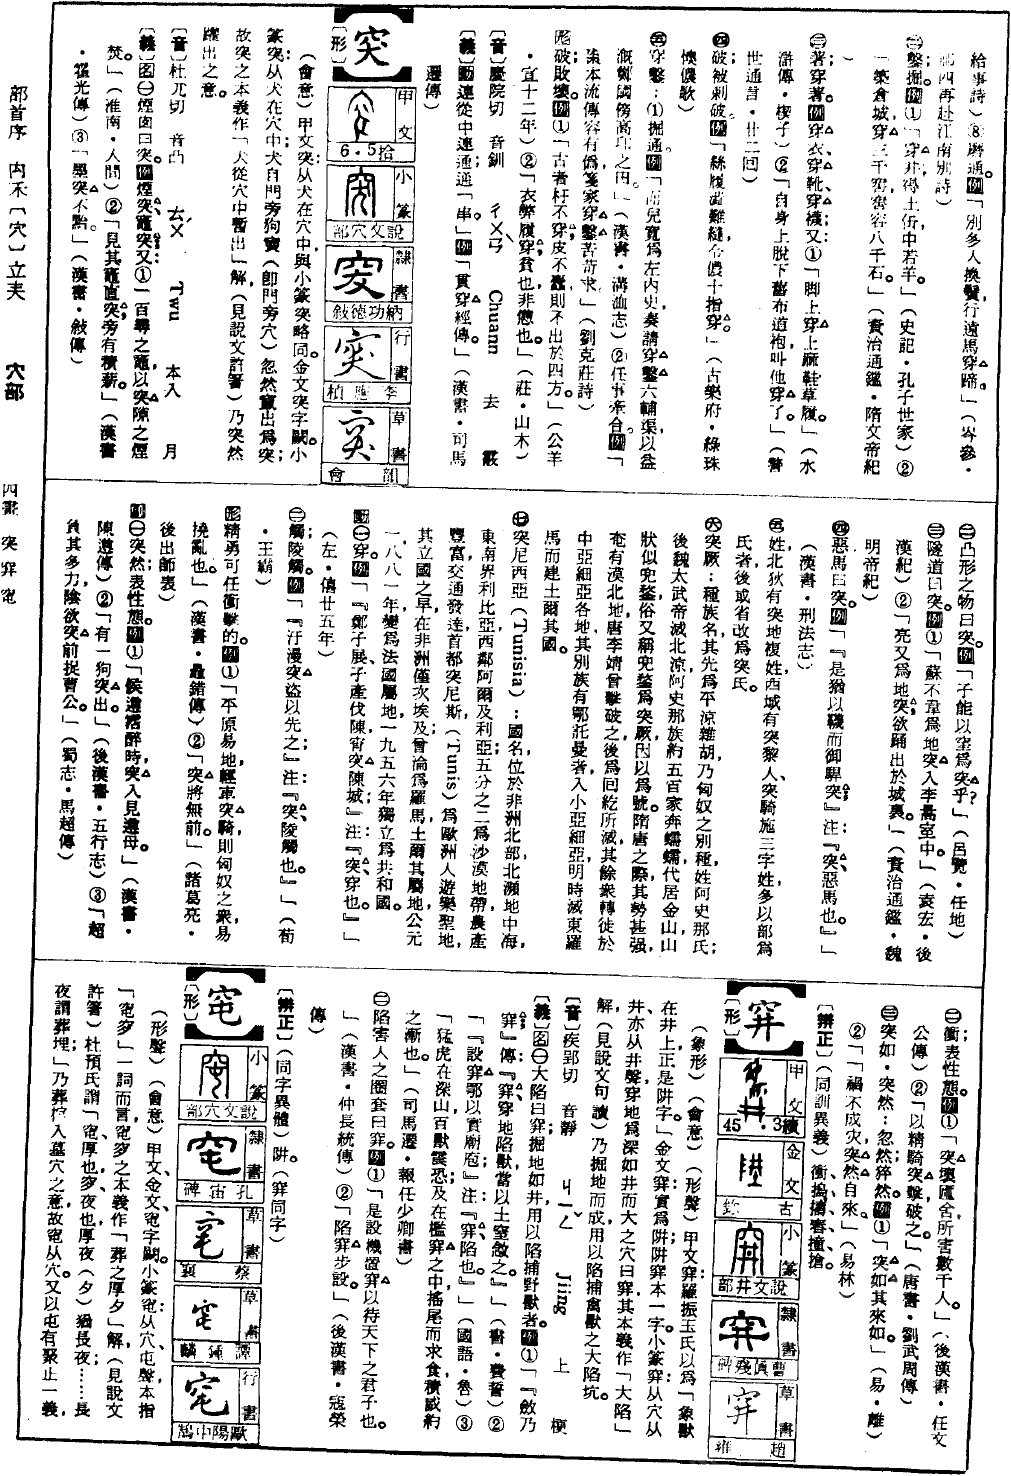 給事詩）⑧磨通。例「別多人換鬢行遠馬穿蹄。」（岑參・
西再赴江南別詩）
㊁鑿掘。例①「穿井得土缶中若羊。」（史記・孔子世家）②
「築倉城穿三千窖窖容八千石。」（資治通鑑・隋文帝紀
）
㊂著穿著。例穿衣穿靴穿襪又：①「脚上穿上麻鞋草履。」（水
滸傳・楔子）②「自身上脫下舊布道袍叫他穿了。」（警
世通言・廿二回）
㊃破被刺破。例「絲履萬難縫令儂十指穿。」（古樂府・綠珠
懊儂歌）
㊄穿鑿：①掘通。例「而兒寬爲左內史奏請穿鑿六輔渠以益
溉鄭國傍高卬之田。」（漢書・溝洫志）②任事牽合。例「
流傳容有僞箋家穿鑿苦苛求。」（劉克莊詩）
形破敗壞。例①「古者杅不穿皮不蠹則不出於四方。」（公羊
・宣十二年）②「衣弊履穿貧也非憊也。」（莊・山木）
〔音〕慶院切　音釧　ㄔㄨㄢˋ　Chuann　去　霰
〔義〕動連從中連通通「串」。例「貫穿經傳。」（漢書・司馬
遷傳）
突
〔形〕
甲文　6・5拾
小篆　說文穴部
隸書　納功德敍
行書
草書　韻會
（會意）甲文突从犬在穴中與小篆突略同。金文突字闕。小
篆突：从犬在穴中犬自門旁狗竇（即門旁穴）忽然竄出爲突；
故突之本義作「犬從穴中暫出」解（見說文許箸）乃突然
躍出之意。
〔音〕杜兀切　音凸　ㄊㄨˊ　Twu　本入　月
〔義〕名㊀煙囪曰突。例煙突竈突又：①「百尋之竈以突隙之煙
焚。」（淮南・人間）②「見其竈直突旁有積薪。」（漢書
・霍光傳）③「墨突不黔。」（漢書・敍傳）
㊁凸形之物曰突。例「子能以窐爲突乎？」（呂覽・任地）
㊂隧道曰突。例①「蘇不韋爲地突入李暠室中。」（袁宏・後
漢紀）②「亮又爲地突欲踊出於城裏。」（資治通鑑・魏
明帝紀）
㊃惡馬曰突。例「『是猶以鞿而御駻突』注：『突惡馬也。』」
（漢書・刑法志）
㊄姓北狄有突地複姓西域有突黎人突騎施三字姓多以部爲
氏者後或省改爲突氏。
㊅突厥：種族名其先爲平涼雜胡乃匈奴之別種姓阿史那氏；
後魏太武帝滅北涼阿史那族約五百家奔蠕蠕代居金山山
狀似兜鍪俗又稱兜鍪爲突厥因以爲號。隋唐之際其勢甚強
奄有漠北地唐李靖曾擊破之後爲回紇所滅其餘衆轉徙於
中亞細亞各地其別族有鄂託曼者入小亞細亞明時滅東羅
馬而建土爾其國。
㊆突尼西亞（Tunisia）：國名，位於非洲北部北瀕地中海，
東南界利比亞西鄰阿爾及利亞五分之二爲沙漠地帶農產
豐富交通發達首都突尼斯（Tunis）爲歐洲人遊樂聖地，
其立國之早在非洲僅次埃及曾淪爲羅馬土爾其屬地公元
一八八一年變爲法國屬地一九五六年獨立爲共和國。
動㊀穿。例「『鄭子展、子產伐陳宵突陳城』注：『突、穿也。』」
（左・僖廿五年）
㊁觸陵觸。例「『汙漫突盜以先之』注：『突、陵觸也。』」（荀
・王霸）
形精勇可任衝擊的。例①「平原易地輕車突騎則匈奴之衆易
撓亂也。」（漢書・鼂錯傳）②「突將無前。」（諸葛亮・
後出師表）
副㊀突然表性態。例①「候遵霑醉時突入見遵母。」（漢書・
陳遵傳）②「有一狗突出。」（後漢書・五行志）③「超
負其多力陰欲突前捉曹公。」（蜀志・馬超傳）
㊁衝表性態。例①「突壞廬舍所害數千人。」（後漢書・任文
公傳）②「以精騎突擊破之。」（唐書・劉武周傳）
㊂突如・突然：忽然猝然。例①「突如其來如。」（易・離）
②「禍不成災突然自來。」（易林）
〔辨正〕（同訓異義）衝搗撞搶。
穽
〔形〕
甲文　45・3續
金文　古
小篆　說文井部
隸書　曹真殘碑
草書　趙雍
（象形）（會意）（形聲）甲文穽羅振玉氏以爲「象獸
在井上正是阱字。」金文穽實爲阱阱穽本一字小篆穽：从穴从
井亦从井聲穿地爲深如井而大之穴曰穽其本義作「大陷」
解（見說文句讀）乃掘地而成用以陷捕禽獸之大陷坑。
〔音〕疾郢切　音靜　ㄐㄧㄥˇ　Jiing　上　梗
〔義〕名㊀大陷曰穽掘地如井用以陷捕野獸者。例①「『斂乃
穽』傳：『穽穿地陷獸當以土窒斂之。』」（書・費誓）②
「『設穽鄂以實廟庖』注：『穽陷也。』」（國語・魯）③
「猛虎在深山百獸震恐及在檻穽之中搖尾而求食積威約
之漸也。」（司馬遷・報任少卿書）
㊁陷害人之圈套曰穽。例①「是設機置穽以待天下之君子也。
」（漢書・仲長統傳）②「陷穽步設。」（後漢書・寇榮
傳）
〔辨正〕（同字異體）阱（穽同字）
窀
〔形〕
小篆　說文穴部
隸書　孔宙碑
草書　蔡襄
草書　譚鍾麟
行書　歐陽中鵠
（形聲）（會意）甲文金文窀字闕。小篆窀：从穴、屯聲本指
「窀穸」一詞而言窀穸之本義作「葬之厚夕」解（見說文
許箸）杜預氏謂「窀厚也穸夜也厚夜（夕）猶長夜……長
夜謂葬埋」乃葬棺入墓穴之意故窀从穴。又以屯有聚止一義，
部首序　內禾〔穴〕立夫　穴部　四畫　突穽窀